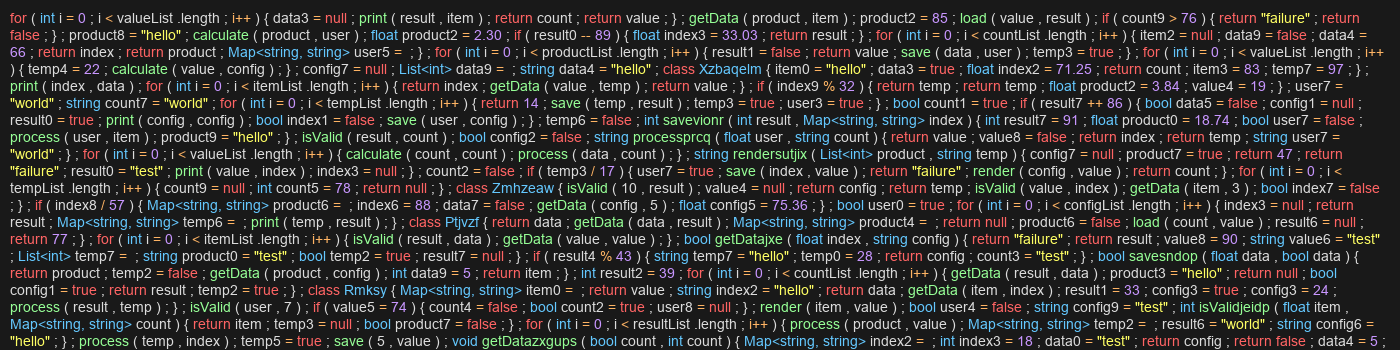 for ( int i = 0 ; i < valueList .length ; i++ ) { data3 = null ; print ( result , item ) ; return count ; return value ; } ; getData ( product , item ) ; product2 = 85 ; load ( value , result ) ; if ( count9 > 76 ) { return "failure" ; return
false ; } ; product8 = "hello" ; calculate ( product , user ) ; float product2 = 2.30 ; if ( result0 -- 89 ) { float index3 = 33.03 ; return result ; } ; for ( int i = 0 ; i < countList .length ; i++ ) { item2 = null ; data9 = false ; data4 =
66 ; return index ; return product ; Map<string, string> user5 =  ; } ; for ( int i = 0 ; i < productList .length ; i++ ) { result1 = false ; return value ; save ( data , user ) ; temp3 = true ; } ; for ( int i = 0 ; i < valueList .length ; i++
) { temp4 = 22 ; calculate ( value , config ) ; } ; config7 = null ; List<int> data9 =  ; string data4 = "hello" ; class Xzbaqelm { item0 = "hello" ; data3 = true ; float index2 = 71.25 ; return count ; item3 = 83 ; temp7 = 97 ; } ;
print ( index , data ) ; for ( int i = 0 ; i < itemList .length ; i++ ) { return index ; getData ( value , temp ) ; return value ; } ; if ( index9 % 32 ) { return temp ; return temp ; float product2 = 3.84 ; value4 = 19 ; } ; user7 =
"world" ; string count7 = "world" ; for ( int i = 0 ; i < tempList .length ; i++ ) { return 14 ; save ( temp , result ) ; temp3 = true ; user3 = true ; } ; bool count1 = true ; if ( result7 ++ 86 ) { bool data5 = false ; config1 = null ;
result0 = true ; print ( config , config ) ; bool index1 = false ; save ( user , config ) ; } ; temp6 = false ; int savevionr ( int result , Map<string, string> index ) { int result7 = 91 ; float product0 = 18.74 ; bool user7 = false ;
process ( user , item ) ; product9 = "hello" ; } ; isValid ( result , count ) ; bool config2 = false ; string processprcq ( float user , string count ) { return value ; value8 = false ; return index ; return temp ; string user7 =
"world" ; } ; for ( int i = 0 ; i < valueList .length ; i++ ) { calculate ( count , count ) ; process ( data , count ) ; } ; string rendersutjix ( List<int> product , string temp ) { config7 = null ; product7 = true ; return 47 ; return
"failure" ; result0 = "test" ; print ( value , index ) ; index3 = null ; } ; count2 = false ; if ( temp3 / 17 ) { user7 = true ; save ( index , value ) ; return "failure" ; render ( config , value ) ; return count ; } ; for ( int i = 0 ; i <
tempList .length ; i++ ) { count9 = null ; int count5 = 78 ; return null ; } ; class Zmhzeaw { isValid ( 10 , result ) ; value4 = null ; return config ; return temp ; isValid ( value , index ) ; getData ( item , 3 ) ; bool index7 = false
; } ; if ( index8 / 57 ) { Map<string, string> product6 =  ; index6 = 88 ; data7 = false ; getData ( config , 5 ) ; float config5 = 75.36 ; } ; bool user0 = true ; for ( int i = 0 ; i < configList .length ; i++ ) { index3 = null ; return
result ; Map<string, string> temp6 =  ; print ( temp , result ) ; } ; class Ptjvzf { return data ; getData ( data , result ) ; Map<string, string> product4 =  ; return null ; product6 = false ; load ( count , value ) ; result6 = null ;
return 77 ; } ; for ( int i = 0 ; i < itemList .length ; i++ ) { isValid ( result , data ) ; getData ( value , value ) ; } ; bool getDatajxe ( float index , string config ) { return "failure" ; return result ; value8 = 90 ; string value6 = "test"
; List<int> temp7 =  ; string product0 = "test" ; bool temp2 = true ; result7 = null ; } ; if ( result4 % 43 ) { string temp7 = "hello" ; temp0 = 28 ; return config ; count3 = "test" ; } ; bool savesndop ( float data , bool data ) {
return product ; temp2 = false ; getData ( product , config ) ; int data9 = 5 ; return item ; } ; int result2 = 39 ; for ( int i = 0 ; i < countList .length ; i++ ) { getData ( result , data ) ; product3 = "hello" ; return null ; bool
config1 = true ; return result ; temp2 = true ; } ; class Rmksy { Map<string, string> item0 =  ; return value ; string index2 = "hello" ; return data ; getData ( item , index ) ; result1 = 33 ; config3 = true ; config3 = 24 ;
process ( result , temp ) ; } ; isValid ( user , 7 ) ; if ( value5 = 74 ) { count4 = false ; bool count2 = true ; user8 = null ; } ; render ( item , value ) ; bool user4 = false ; string config9 = "test" ; int isValidjeidp ( float item ,
Map<string, string> count ) { return item ; temp3 = null ; bool product7 = false ; } ; for ( int i = 0 ; i < resultList .length ; i++ ) { process ( product , value ) ; Map<string, string> temp2 =  ; result6 = "world" ; string config6 =
"hello" ; } ; process ( temp , index ) ; temp5 = true ; save ( 5 , value ) ; void getDatazxgups ( bool count , int count ) { Map<string, string> index2 =  ; int index3 = 18 ; data0 = "test" ; return config ; return false ; data4 = 5 ;